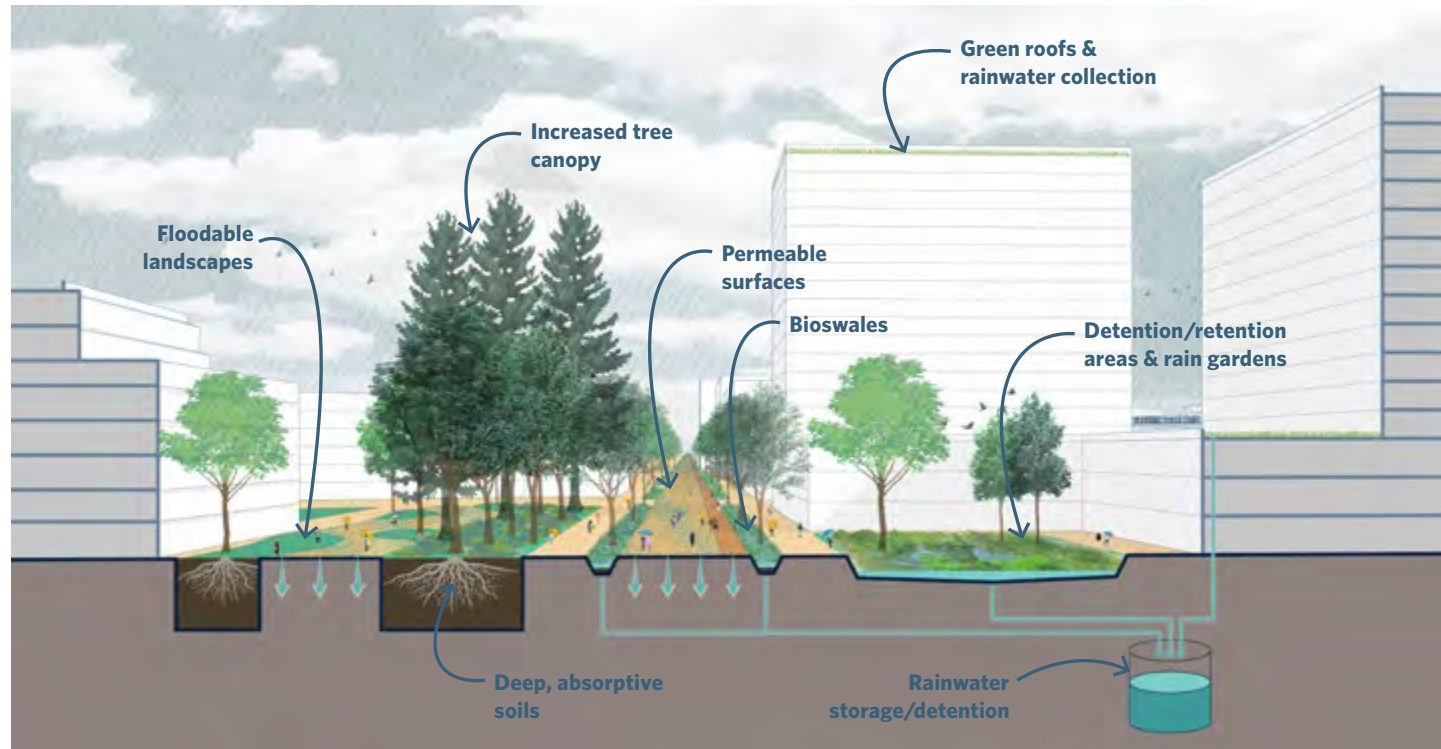 Green roofs &
rainwater collection
Increased tree
canopy
Floodable
landscapes
Permeable
surfaces
Bioswales
Detention/retention
areas & rain gardens
Deep, absorptive
soils
Rainwater
storage/detention